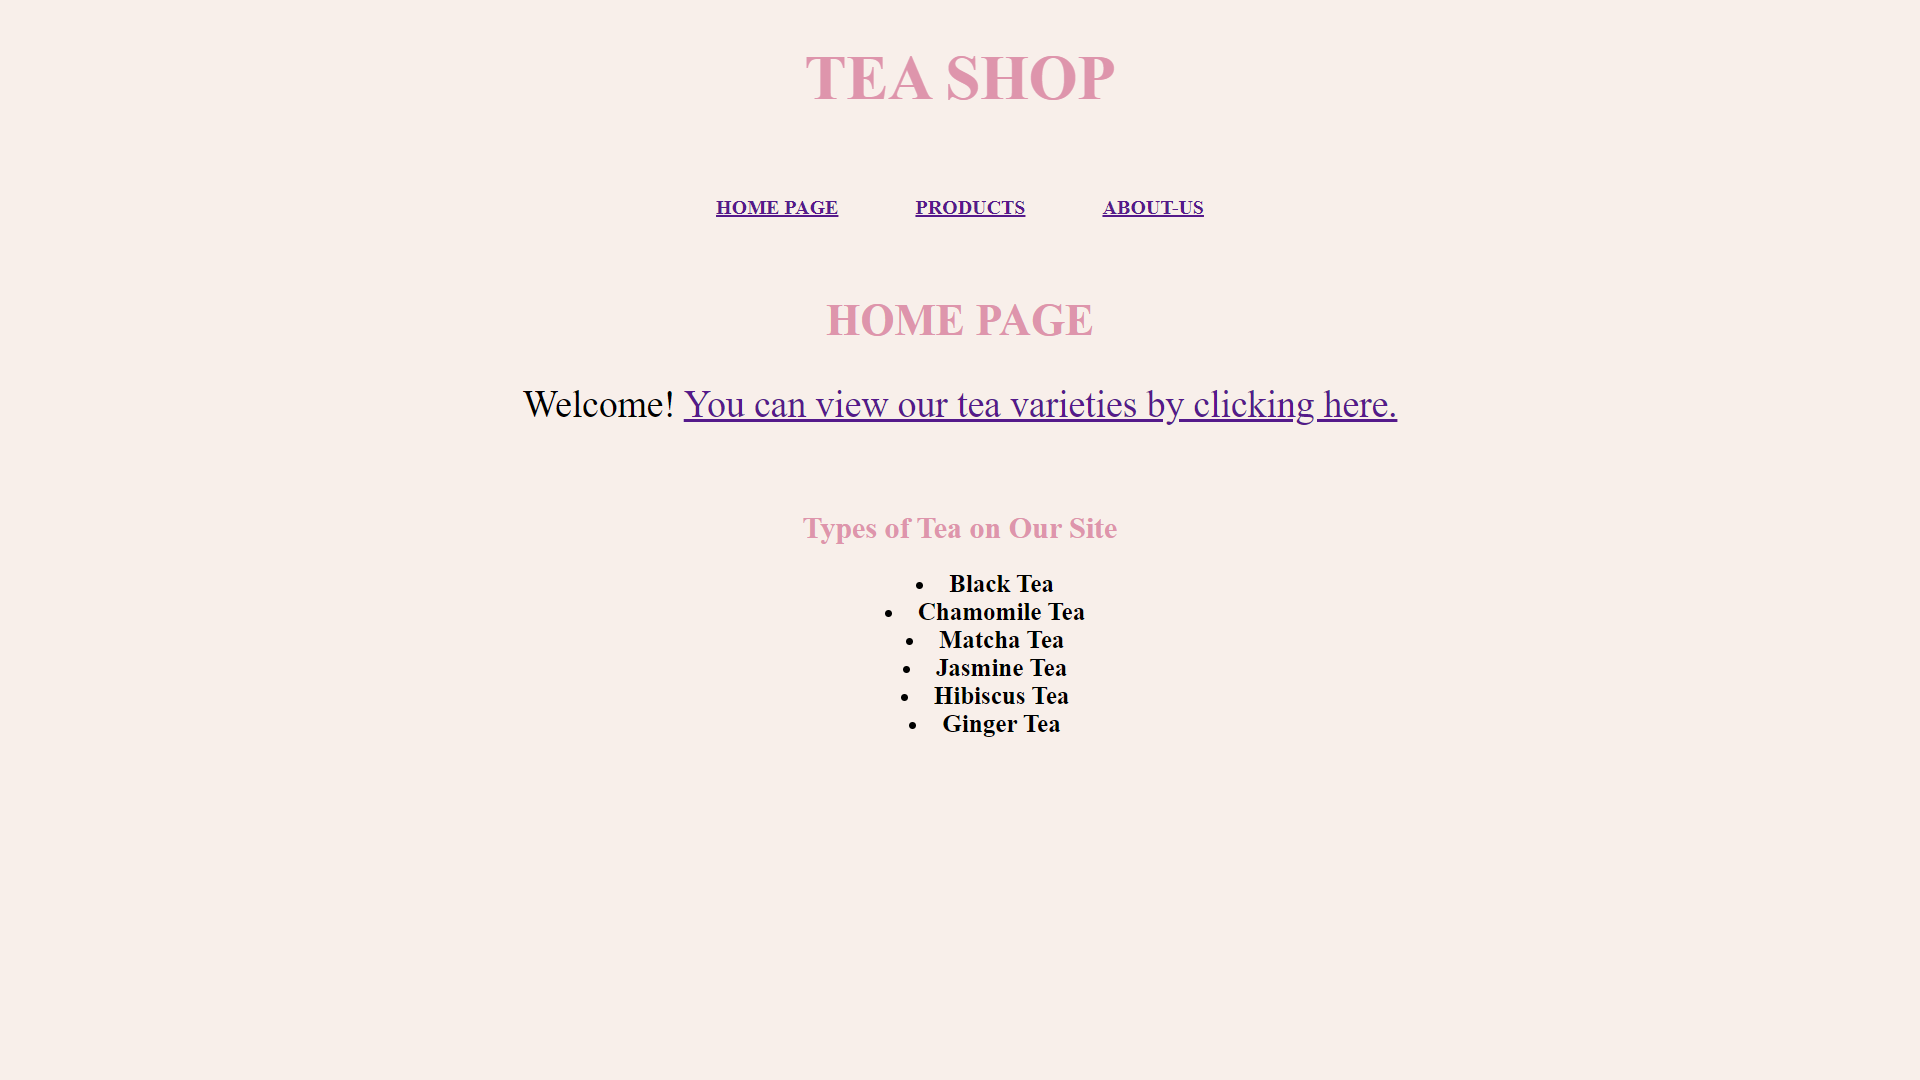 TEA SHOP
HOME PAGE PRODUCTS ABOUT-US
HOME PAGE
Welcome! You can view our tea varieties by clicking here.
Types of Tea on Our Site
• Black Tea
• Chamomile Tea
• Matcha Tea
• Jasmine Tea
• Hibiscus Tea
• Ginger Tea